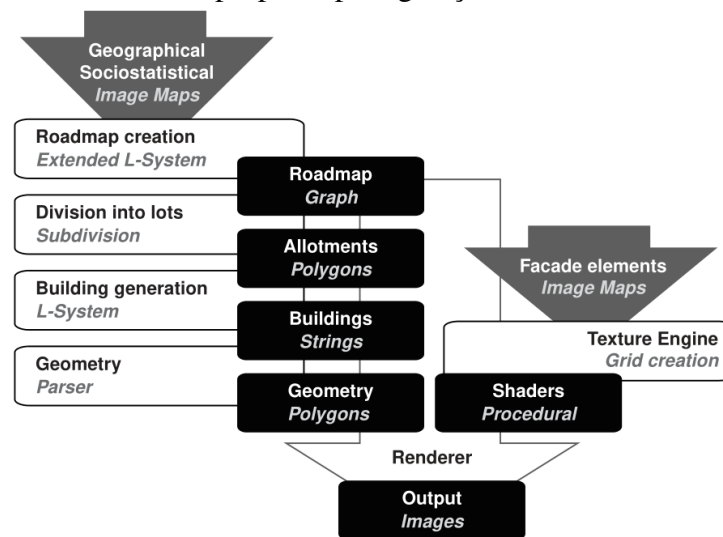 Geographical
Sociostatistical
Image Maps
Roadmap creation
Extended L-System
Roadmap
Graph
Division into lots
Subdivision
Allotments
Polygons
Facade elements
Image Maps
Building generation
L-System
Buildings
Strings
Texture Engine
Grid creation
Geometry
Parser
Geometry
Polygons
Shaders
Procedural
Renderer
Output
Images